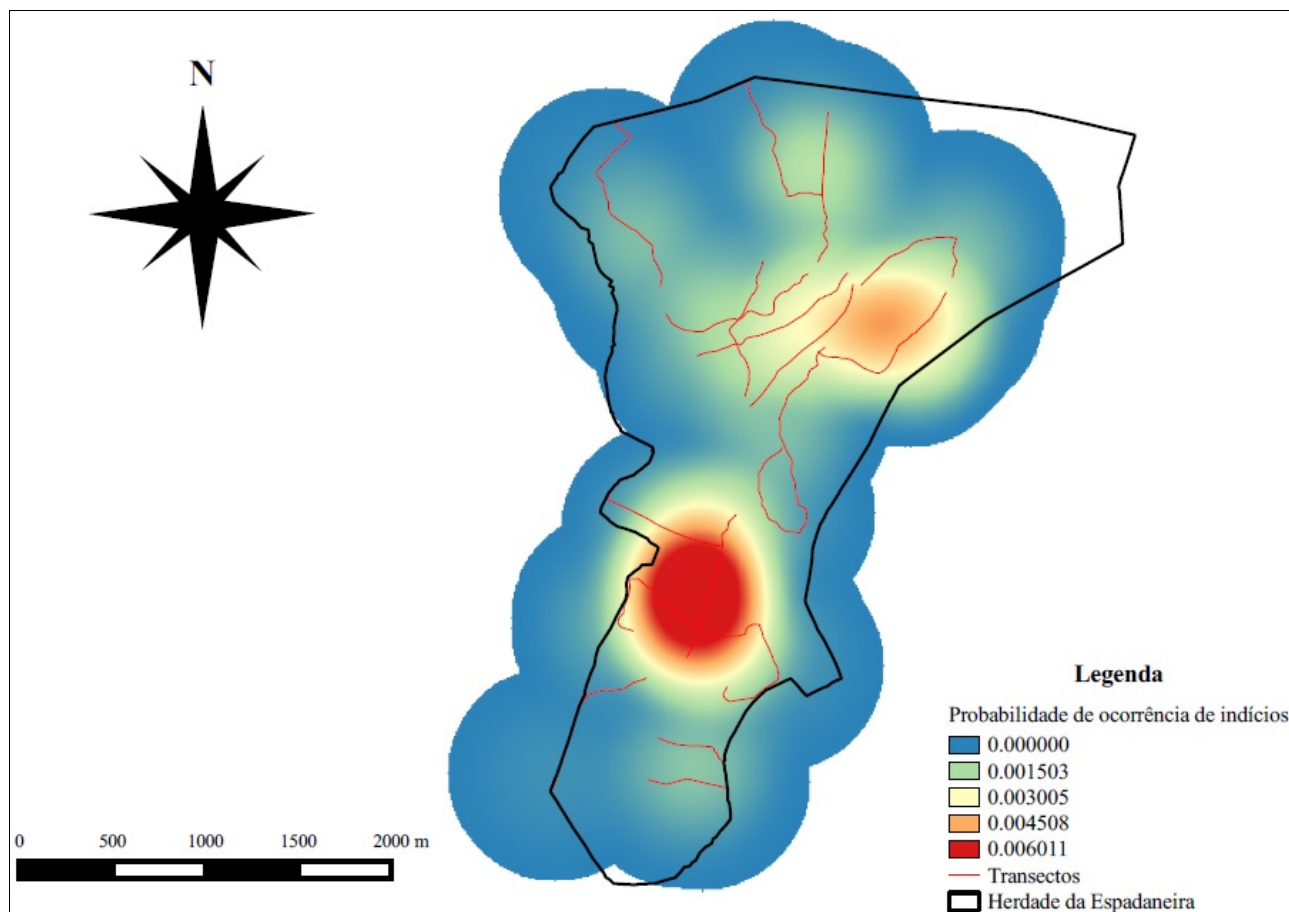 N
Legenda
Probabilidade de ocorrência de indícios
0.000000
0.001503
0.003005
0.004508
0.006011
Transectos
Herdade da Espadaneira
0 500 1000 1500 2000 m